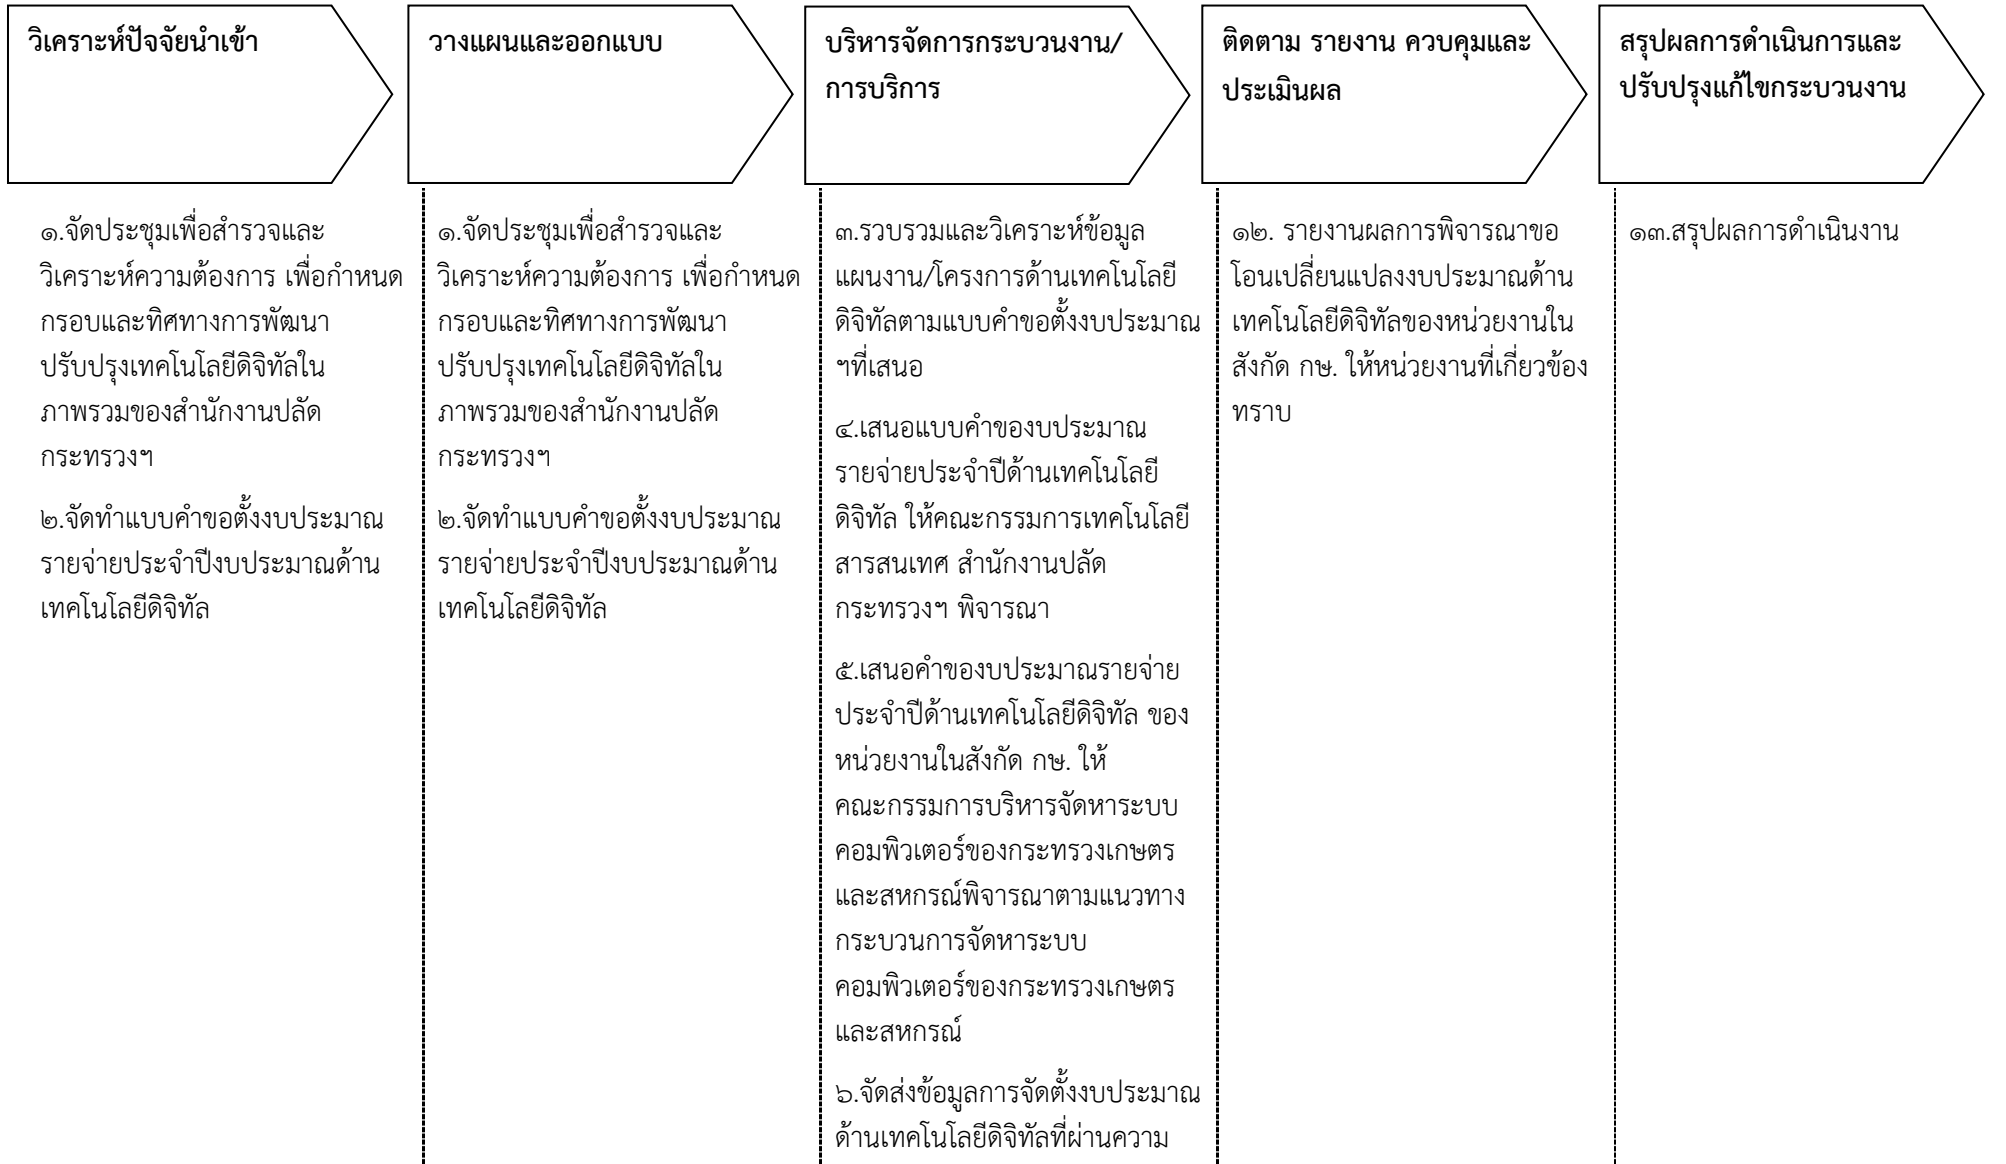 วิเคราะห์ปัจจัยนำเข้า
วางแผนและออกแบบ
บริหารจัดการกระบวนงาน/
การบริการ
ติดตาม รายงาน ควบคุมและ
ประเมินผล
สรุปผลการดำเนินการและ
ปรับปรุงแก้ไขกระบวนงาน
๑.จัดประชุมเพื่อสำรวจและ
วิเคราะห์ความต้องการ เพื่อกำหนด
กรอบและทิศทางการพัฒนา
ปรับปรุงเทคโนโลยีดิจิทัลใน
ภาพรวมของสำนักงานปลัด
กระทรวงฯ
๒.จัดทำแบบคำขอตั้งงบประมาณ
รายจ่ายประจำปีงบประมาณด้าน
เทคโนโลยีดิจิทัล
๑.จัดประชุมเพื่อสำรวจและ
วิเคราะห์ความต้องการ เพื่อกำหนด
กรอบและทิศทางการพัฒนา
ปรับปรุงเทคโนโลยีดิจิทัลใน
ภาพรวมของสำนักงานปลัด
กระทรวงฯ
๒.จัดทำแบบคำขอตั้งงบประมาณ
รายจ่ายประจำปีงบประมาณด้าน
เทคโนโลยีดิจิทัล
๓.รวบรวมและวิเคราะห์ข้อมูล
แผนงาน/โครงการด้านเทคโนโลยี
ดิจิทัลตามแบบคำขอตั้งงบประมาณ
ฯที่เสนอ
๔.เสนอแบบคำของบประมาณ
รายจ่ายประจำปีด้านเทคโนโลยี
ดิจิทัล ให้คณะกรรมการเทคโนโลยี
สารสนเทศ สำนักงานปลัด
กระทรวงฯ พิจารณา
๕.เสนอคำของบประมาณรายจ่าย
ประจำปีด้านเทคโนโลยีดิจิทัล ของ
หน่วยงานในสังกัด กษ. ให้
คณะกรรมการบริหารจัดหาระบบ
คอมพิวเตอร์ของกระทรวงเกษตร
และสหกรณ์พิจารณาตามแนวทาง
กระบวนการจัดหาระบบ
คอมพิวเตอร์ของกระทรวงเกษตร
และสหกรณ์
๖.จัดส่งข้อมูลการจัดตั้งงบประมาณ
ด้านเทคโนโลยีดิจิทัลที่ผ่านความ
๑๒. รายงานผลการพิจารณาขอ
โอนเปลี่ยนแปลงงบประมาณด้าน
เทคโนโลยีดิจิทัลของหน่วยงานใน
สังกัด กษ. ให้หน่วยงานที่เกี่ยวข้อง
ทราบ
๑๓.สรุปผลการดำเนินงาน